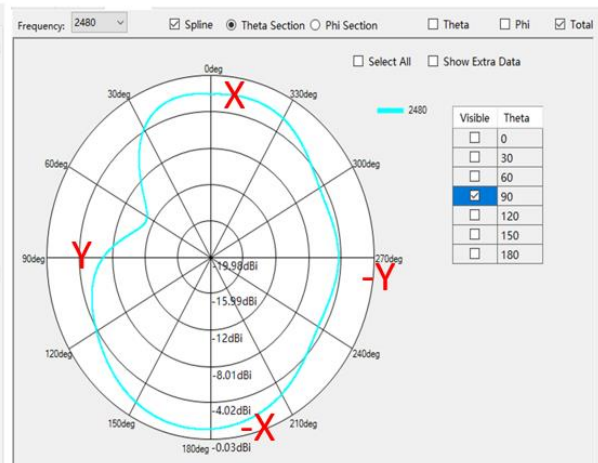 Frequency: 2480 Spline Theta Section Phi Section Theta Phi Total
Select All Show Extra Data
0deg
30deg
X
330deg
2480
Visible Theta
0
30
60
90
120
150
180
60deg
300deg
90deg
Y
270deg
-Y
-19.98dBi
-15.99dBi
-12dBi
-8.01dBi
-4.02dBi
120deg
240deg
150deg
-X
210deg
180deg -0.03dBi